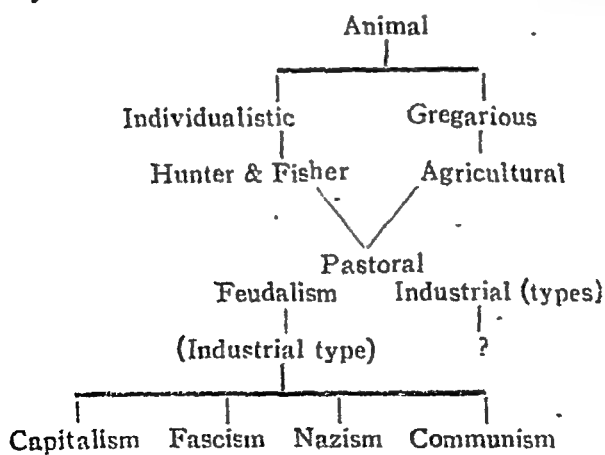 Animal
Individualistic Gregarious
Hunter & Fisher Agricultural
Pastoral
Feudalism Industrial (types)
(Industrial type) ?
Capitalism Fascism Nazism Communism